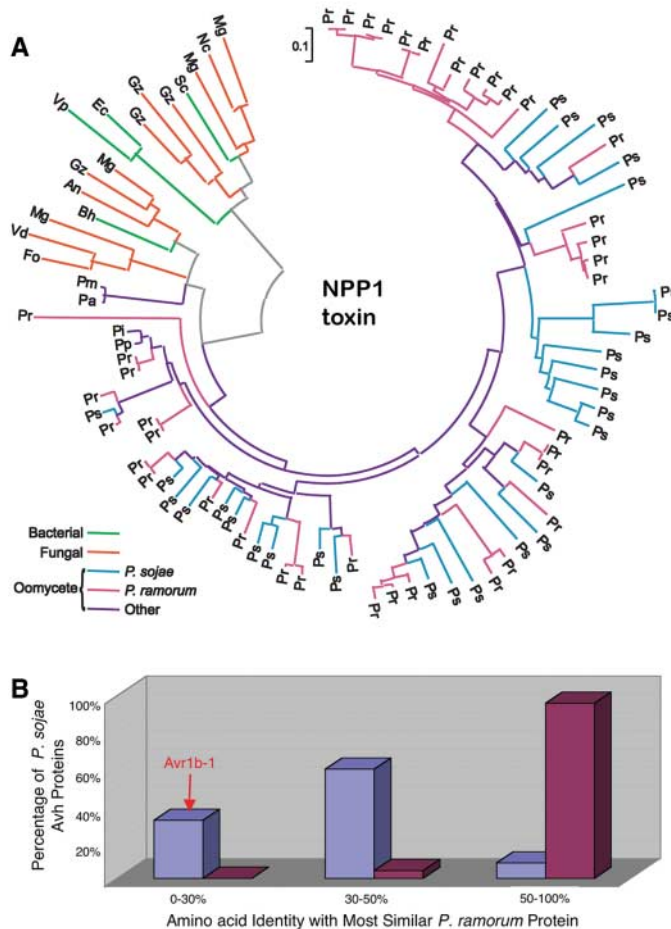 A
0.1
Vp
Ec
Gz
Gz
Gz
Sc
Mg
Nc
Mg
Gz
Mg
An
Bh
Mg
Vd
Fo
Pm
Pa
Pr
Pi
Pp
Pr
Pr
Pr
Ps
Pr
Pr
Pr
Pr
Pr
Ps
Ps
Ps
Pr
Ps
Ps
Pr
Ps
Ps
Pr
Pr
Ps
Ps
Pr
Pr Pr Pr Pr Pr Pr Pr
Pr
Pr
Pr
Pr
Pr
Ps
Ps
Ps
Pr
Ps
Ps
Pr
Pr
Pr
Pr
Ps
Ps
Ps
Ps
Ps
Ps
Ps
Pr
Pr
Pr
Ps
Pr
Ps
Ps
Pr
Pr
Ps
Ps
Ps
Pr
Pr
Pr
NPP1
toxin
Bacterial
Fungal
Oomycete
P. sojae
P. ramorum
Other
B
Percentage of P. sojae
Avh Proteins
100%
80%
60%
40%
20%
Avr1b-1
0-30%
30-50%
50-100%
Amino acid Identity with Most Similar P. ramorum Protein